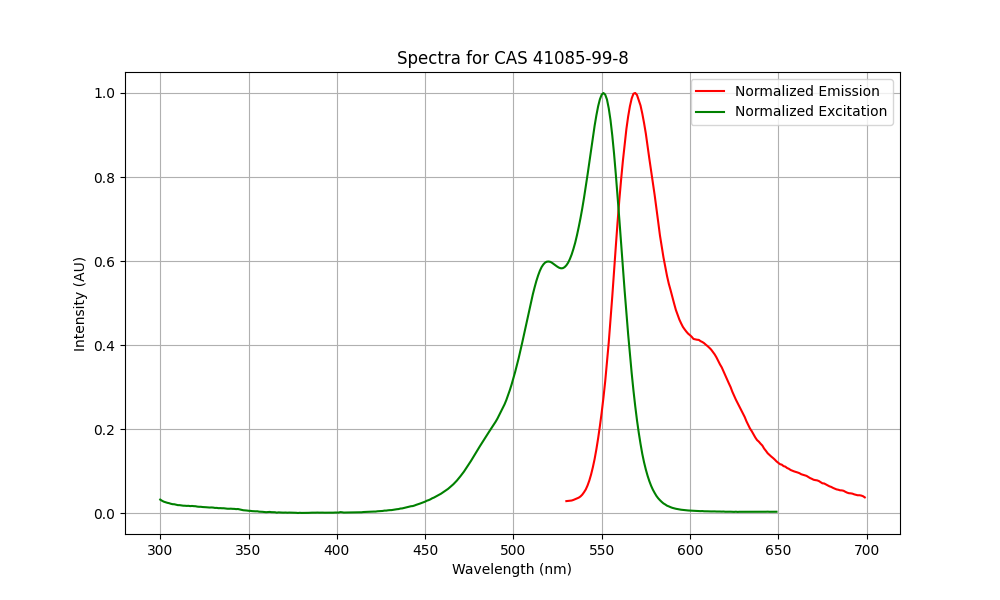 Spectra for CAS 41085-99-8
Normalized Emission
Normalized Excitation
1.0
0.8
0.6
0.4
0.2
0.0
Intensity (AU)
300 350 400 450 500 550 600 650 700
Wavelength (nm)